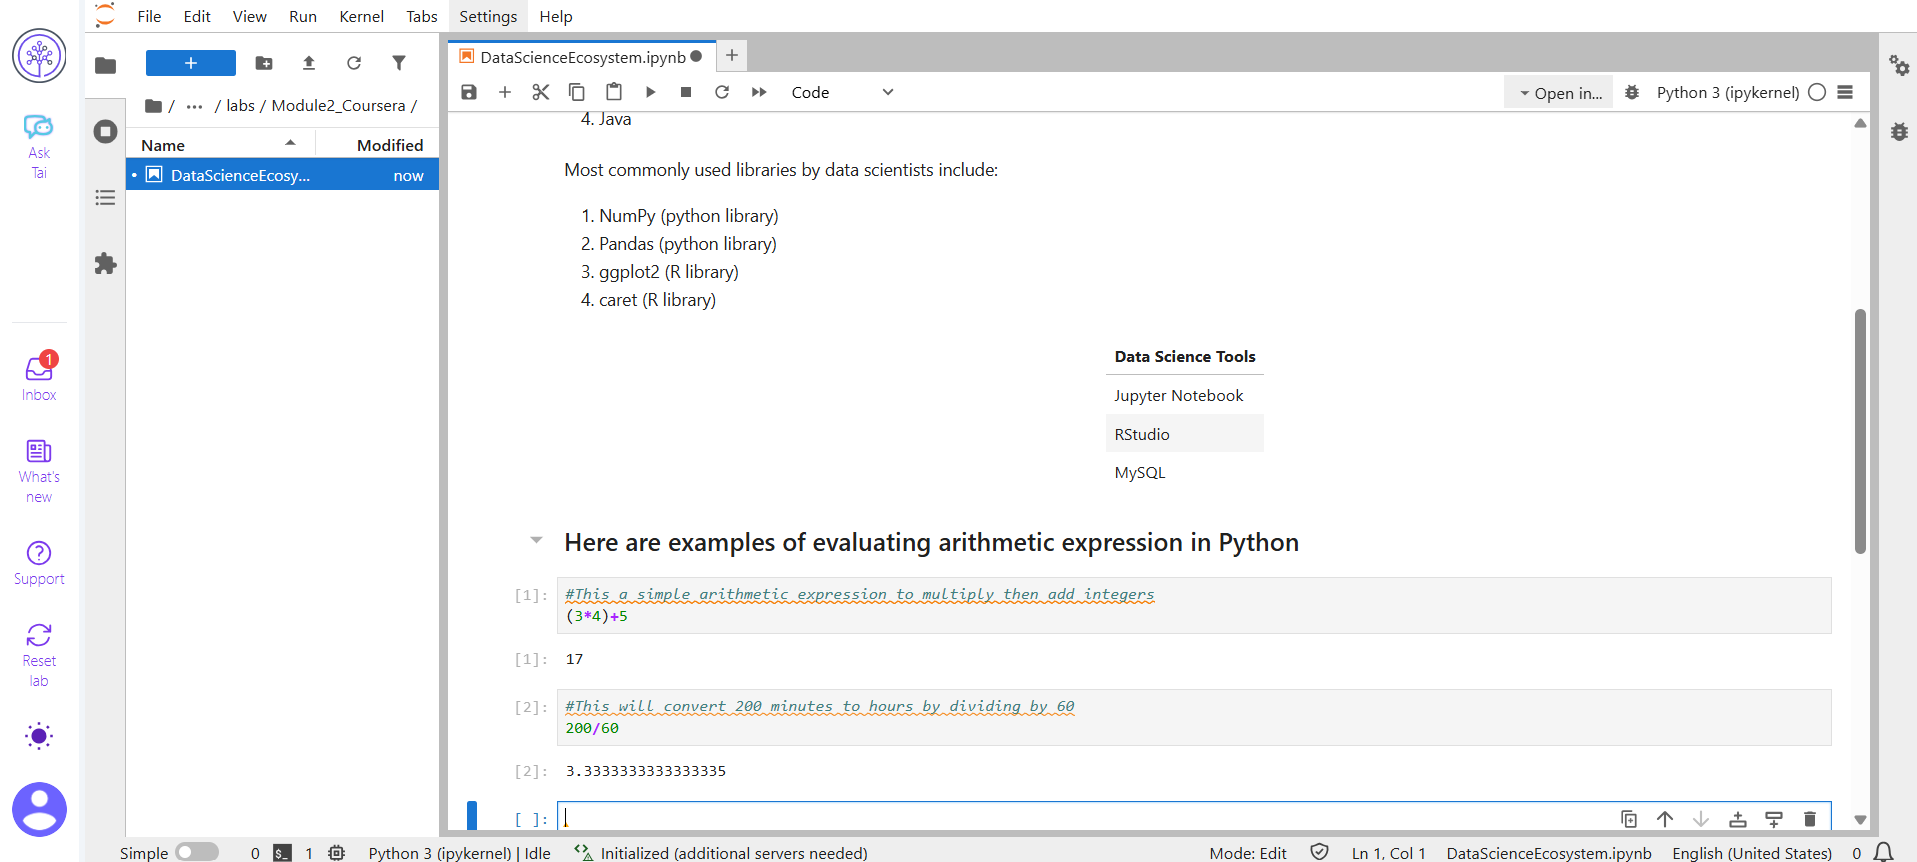 File Edit View Run Kernel Tabs Settings Help
Ask
Tai
1
Inbox
What's
new
Support
Reset
lab
+
/ ··· / labs / Module2_Coursera /
Name Modified
DataScienceEcosy... now
DataScienceEcosystem.ipynb
Code
Open in...
Python 3 (ipykernel)
4. Java
Most commonly used libraries by data scientists include:
1. NumPy (python library)
2. Pandas (python library)
3. ggplot2 (R library)
4. caret (R library)
Data Science Tools
Jupyter Notebook
RStudio
MySQL
Here are examples of evaluating arithmetic expression in Python
[1]: #This a simple arithmetic expression to multiply then add integers
(3*4)+5
[1]: 17
[2]: #This will convert 200 minutes to hours by dividing by 60
200/60
[2]: 3.3333333333333335
[ ]:
Simple 0 $_ 1 Python 3 (ipykernel) | Idle Initialized (additional servers needed) Mode: Edit Ln 1, Col 1 DataScienceEcosystem.ipynb English (United States) 0